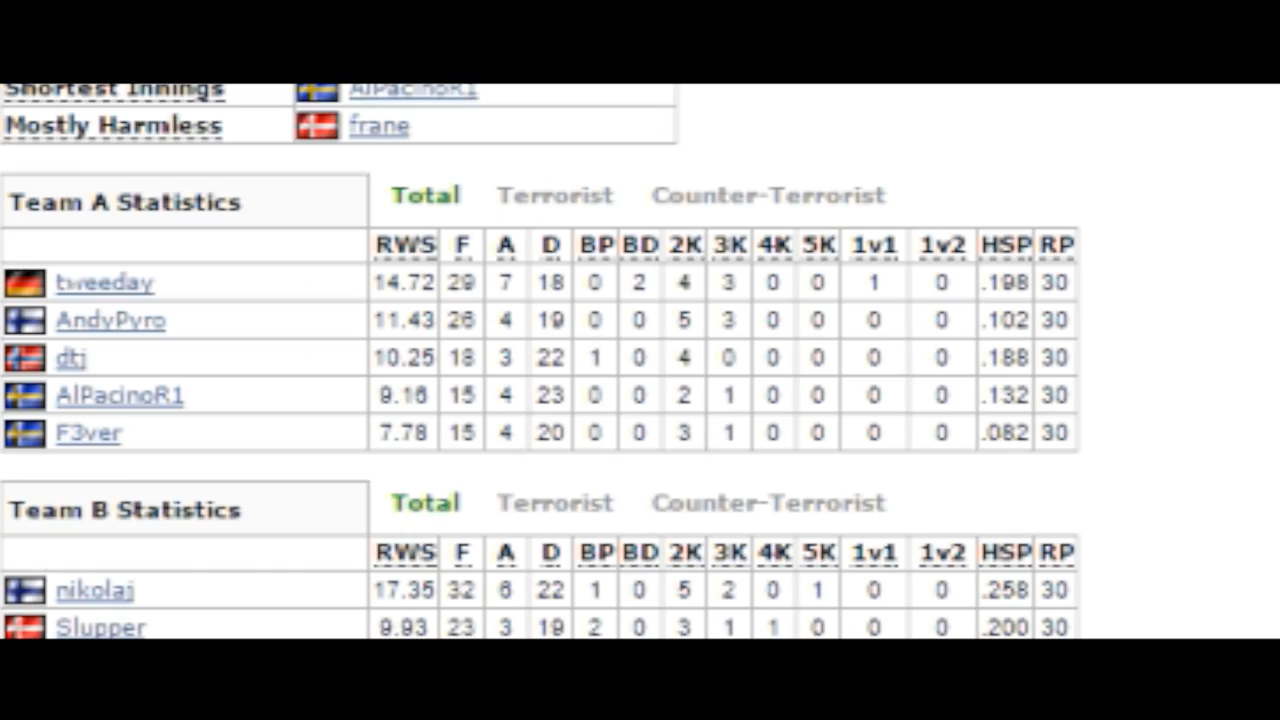 Shortest Innings AlPacinoR1
Mostly Harmless frane
Team A Statistics Total Terrorist Counter-Terrorist
RWS F A D BP BD 2K 3K 4K 5K 1v1 1v2 HSP RP
tweeday 14.72 29 7 18 0 2 4 3 0 0 1 0 .198 30
AndyPyro 11.43 26 4 19 0 0 5 3 0 0 0 0 .102 30
dtj 10.25 18 3 22 1 0 4 0 0 0 0 0 .188 30
AlPacinoR1 9.16 15 4 23 0 0 2 1 0 0 0 0 .132 30
F3ver 7.78 15 4 20 0 0 3 1 0 0 0 0 .082 30
Team B Statistics Total Terrorist Counter-Terrorist
RWS F A D BP BD 2K 3K 4K 5K 1v1 1v2 HSP RP
nikolaj 17.35 32 6 22 1 0 5 2 0 1 0 0 .258 30
Slupper 9.93 23 3 19 2 0 3 1 1 0 0 0 .200 30